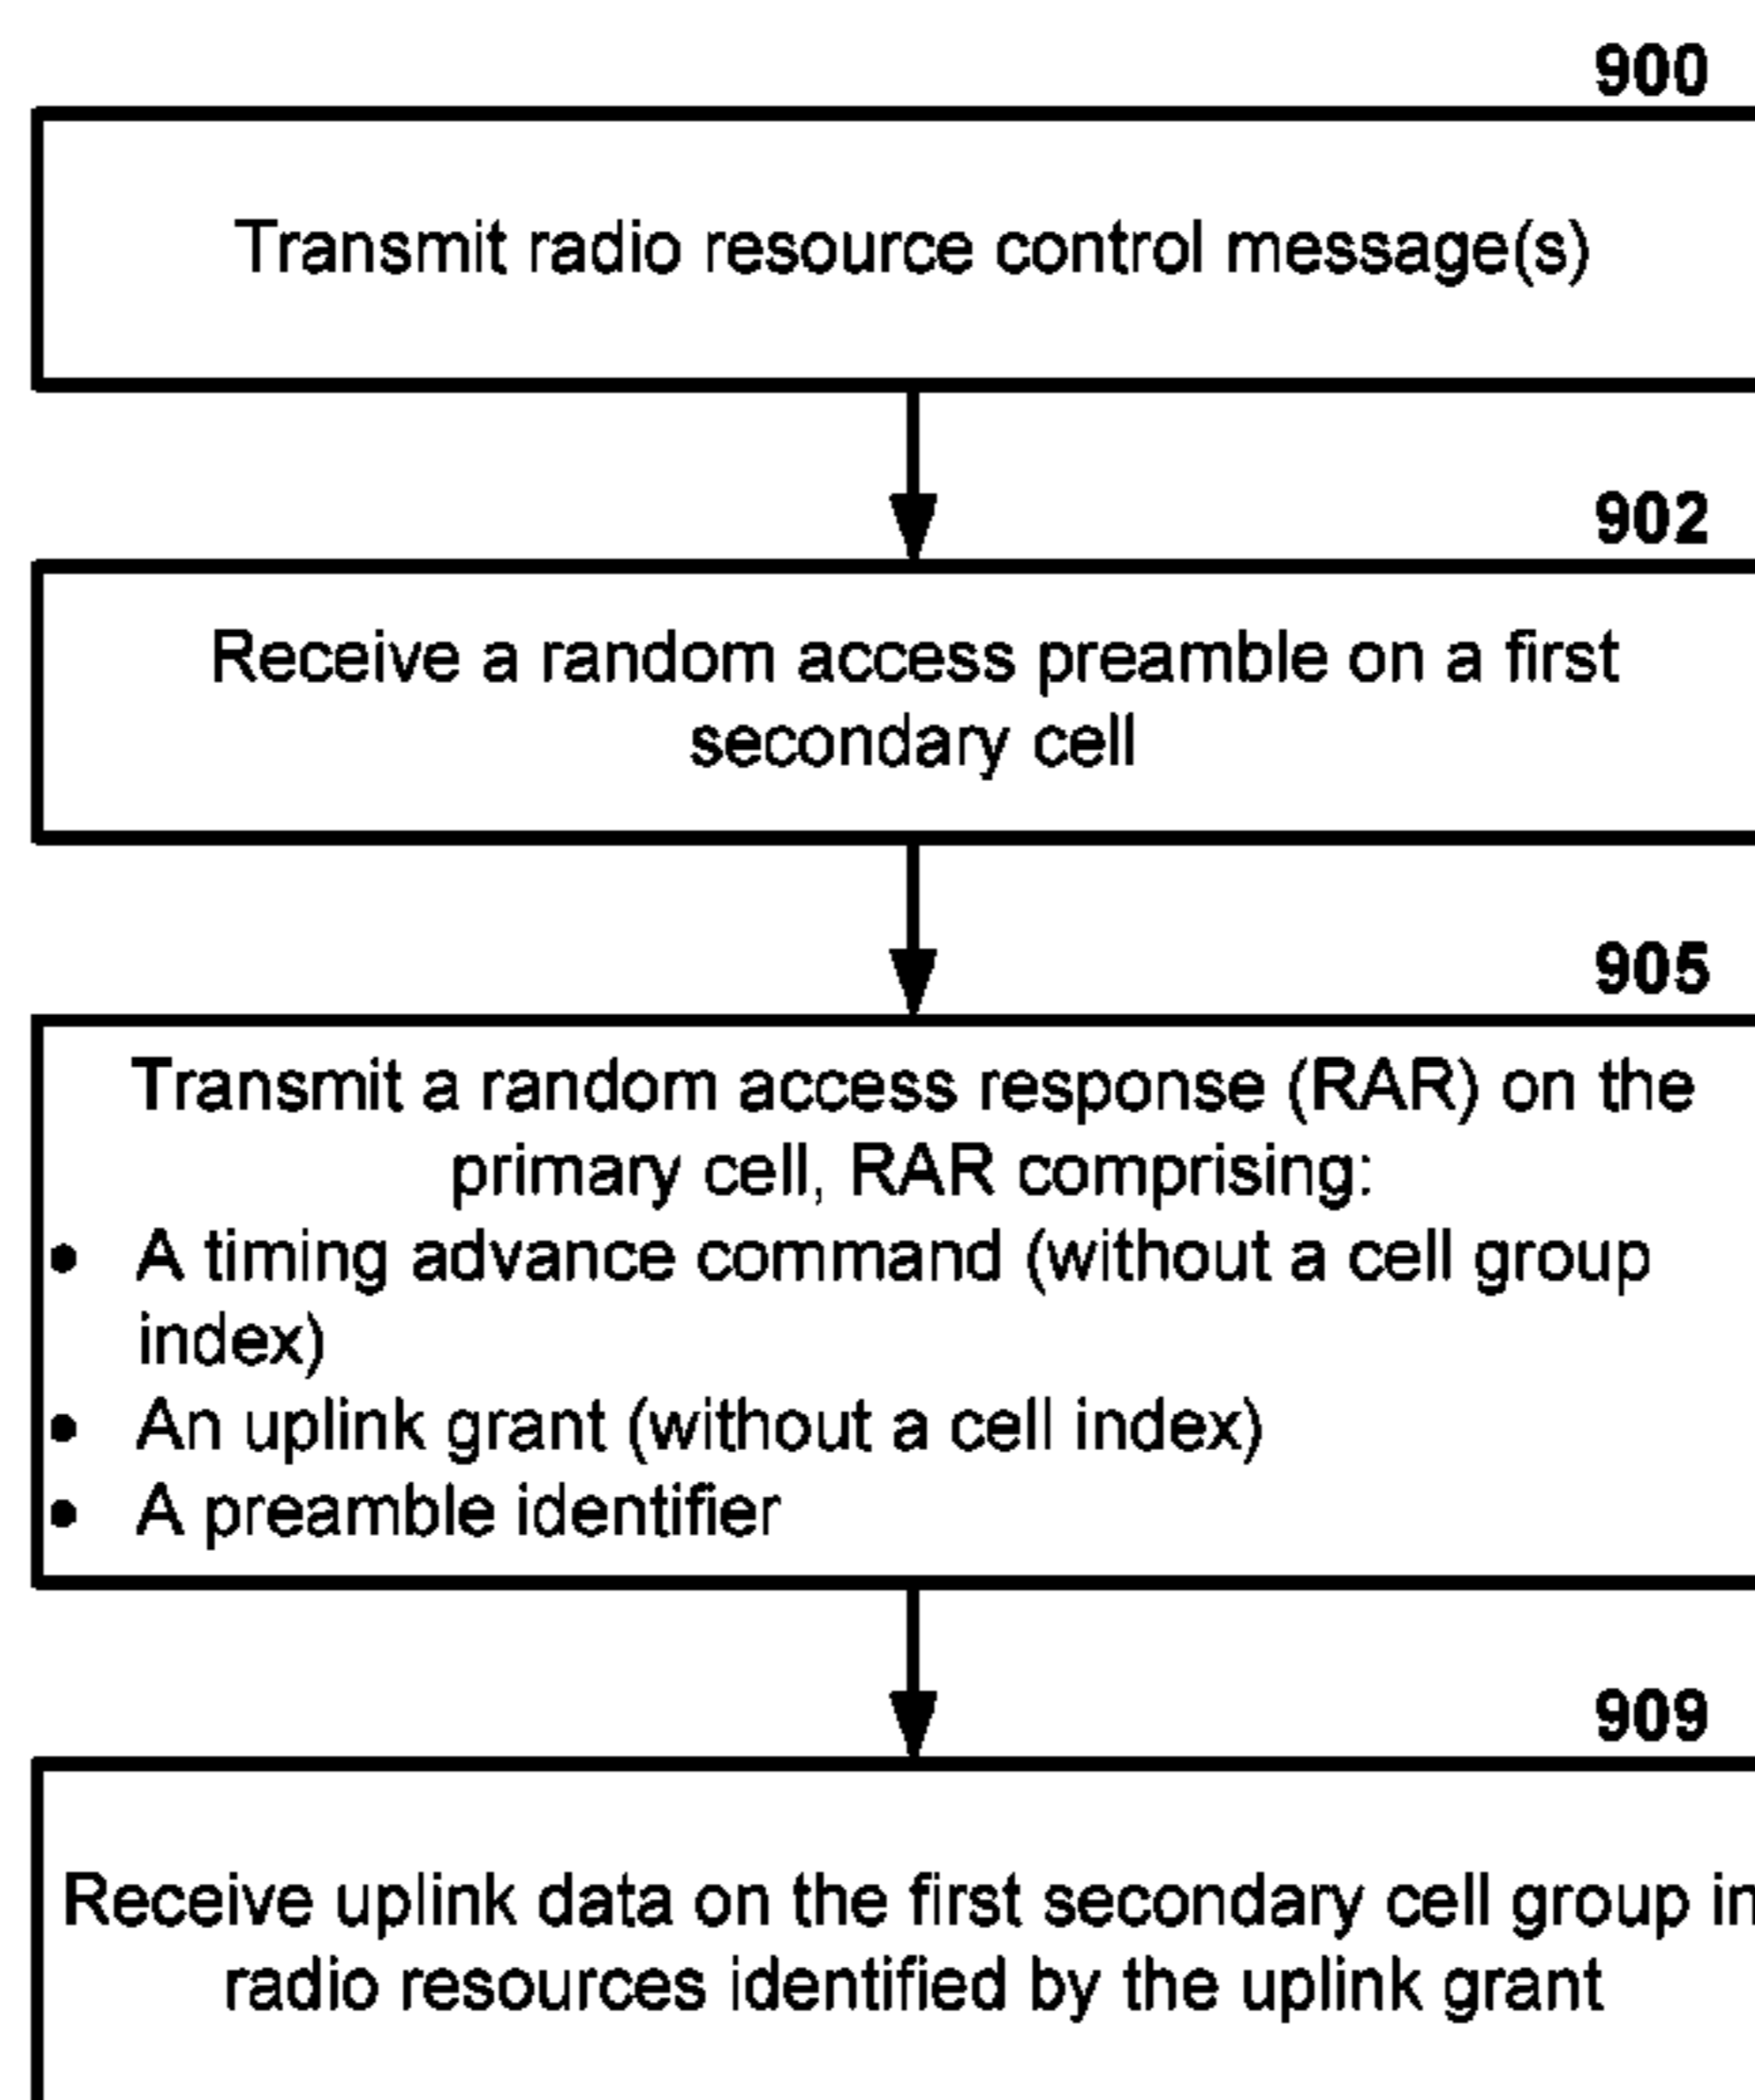 900
Transmit radio resource control message(s)
902
Receive a random access preamble on a first
secondary cell
905
Transmit a random access response (RAR) on the
primary cell, RAR comprising:
• A timing advance command (without a cell group
index)
• An uplink grant (without a cell index)
• A preamble identifier
909
Receive uplink data on the first secondary cell group in
radio resources identified by the uplink grant